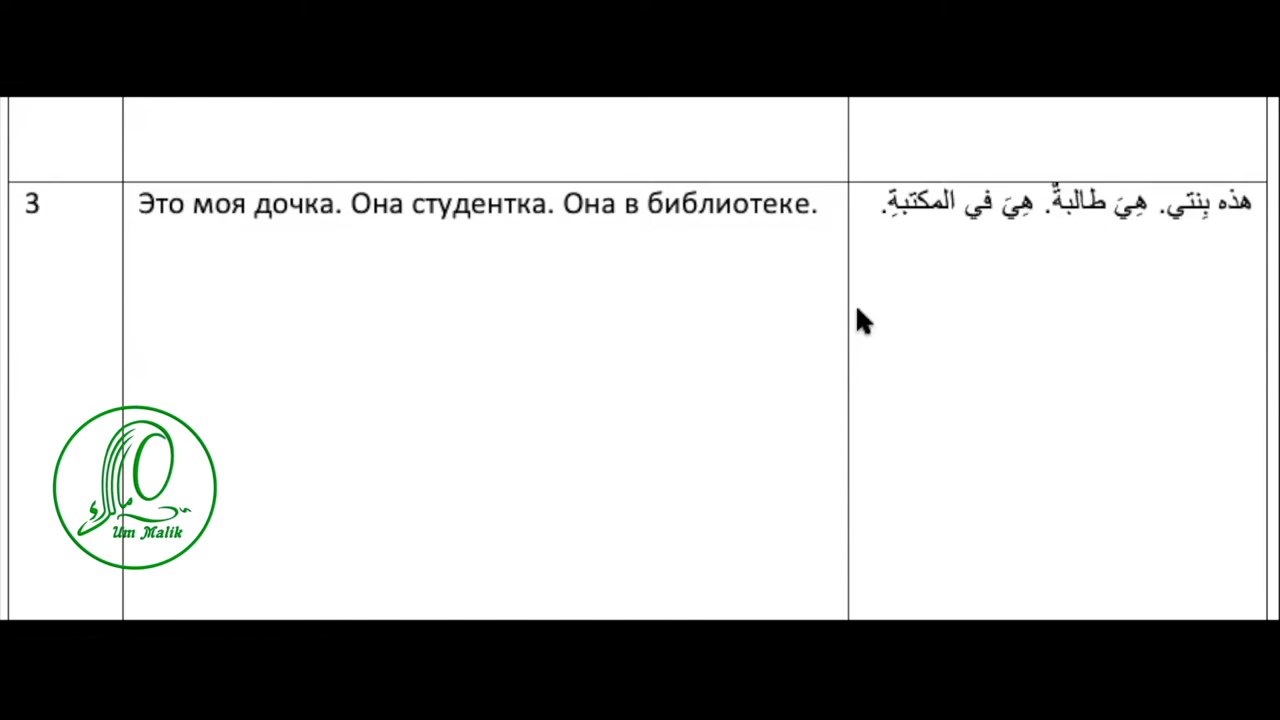 3
Это моя дочка. Она студентка. Она в библиотеке.
هذه بِنتي. هِيَ طالبةٌ. هِيَ في المكتبةِ.
Um Malik